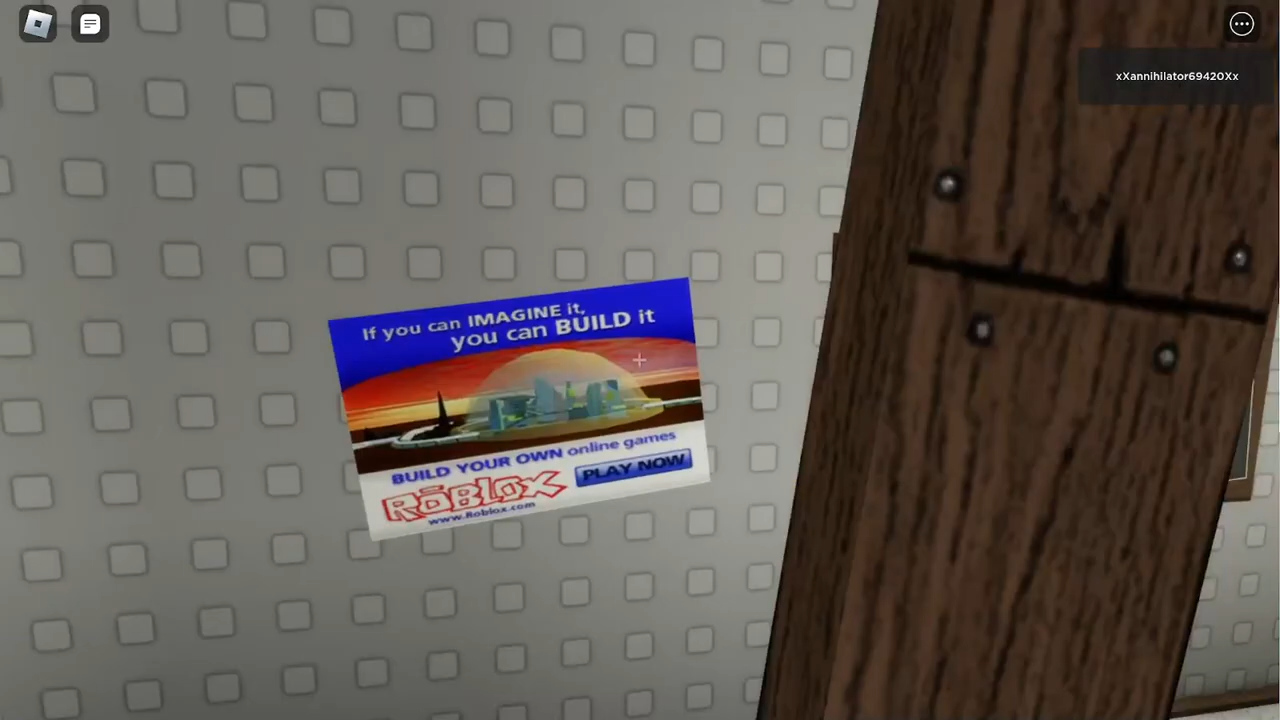 xXannihilator69420Xx
If you can IMAGINE it,
you can BUILD it
BUILD YOUR OWN online games
RŌBLOX
PLAY NOW
www.Roblox.com